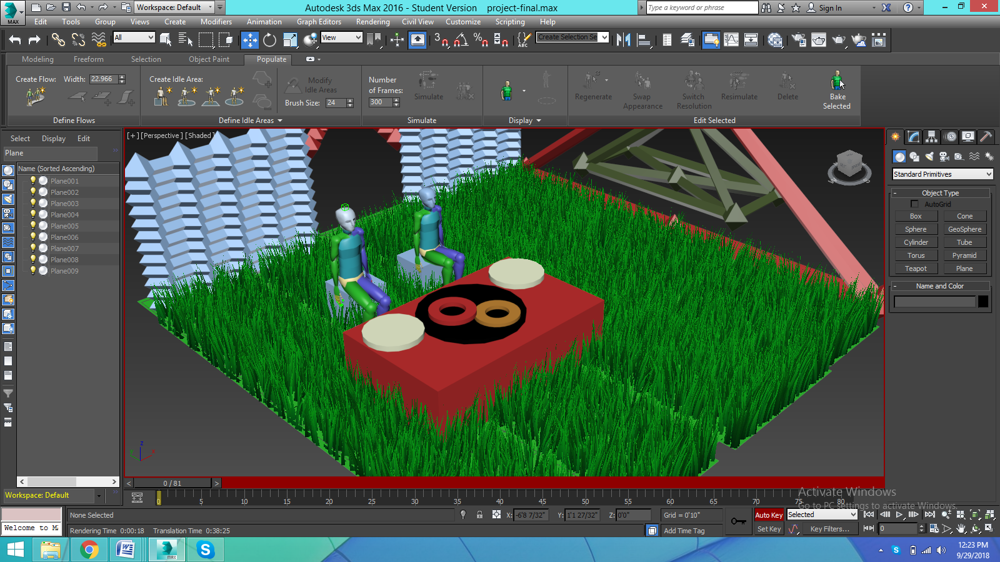 Workspace: Default
Autodesk 3ds Max 2016 - Student Version    project-final.max
Type a keyword or phrase
Sign In
MAX
Edit Tools Group Views Create Modifiers Animation Graph Editors Rendering Civil View Customize Scripting Help
All
View
3
ABC
Create Selection Se
Modeling Freeform Selection Object Paint Populate
Create Flow: Width: 22.966
Create Idle Area:
Modify
Idle Areas
Brush Size: 24
Number
of Frames:
300
Simulate
Regenerate
Swap
Appearance
Switch
Resolution
Resimulate
Delete
Bake
Selected
Define Flows
Define Idle Areas
Simulate
Display
Edit Selected
Select Display Edit
Plane
Name (Sorted Ascending)
Plane001
Plane002
Plane003
Plane004
Plane005
Plane006
Plane007
Plane008
Plane009
[+] [Perspective] [Shaded]
z
x
Standard Primitives
- Object Type
AutoGrid
Box Cone
Sphere GeoSphere
Cylinder Tube
Torus Pyramid
Teapot Plane
- Name and Color
< 0 / 81 >
Workspace: Default
0 5 10 15 20 25 30 35 40 45 50 55 60 65 70 75 80
Activate Windows
Go to PC settings to activate Windows.
None Selected
X: -6'8 7/32" Y: 1'1 27/32" Z: 0'0" Grid = 0'10"
Auto Key Selected
Welcome to MA
Rendering Time 0:00:18 Translation Time 0:38:25
Add Time Tag
Set Key Key Filters...
0
MAX
12:23 PM
9/29/2018